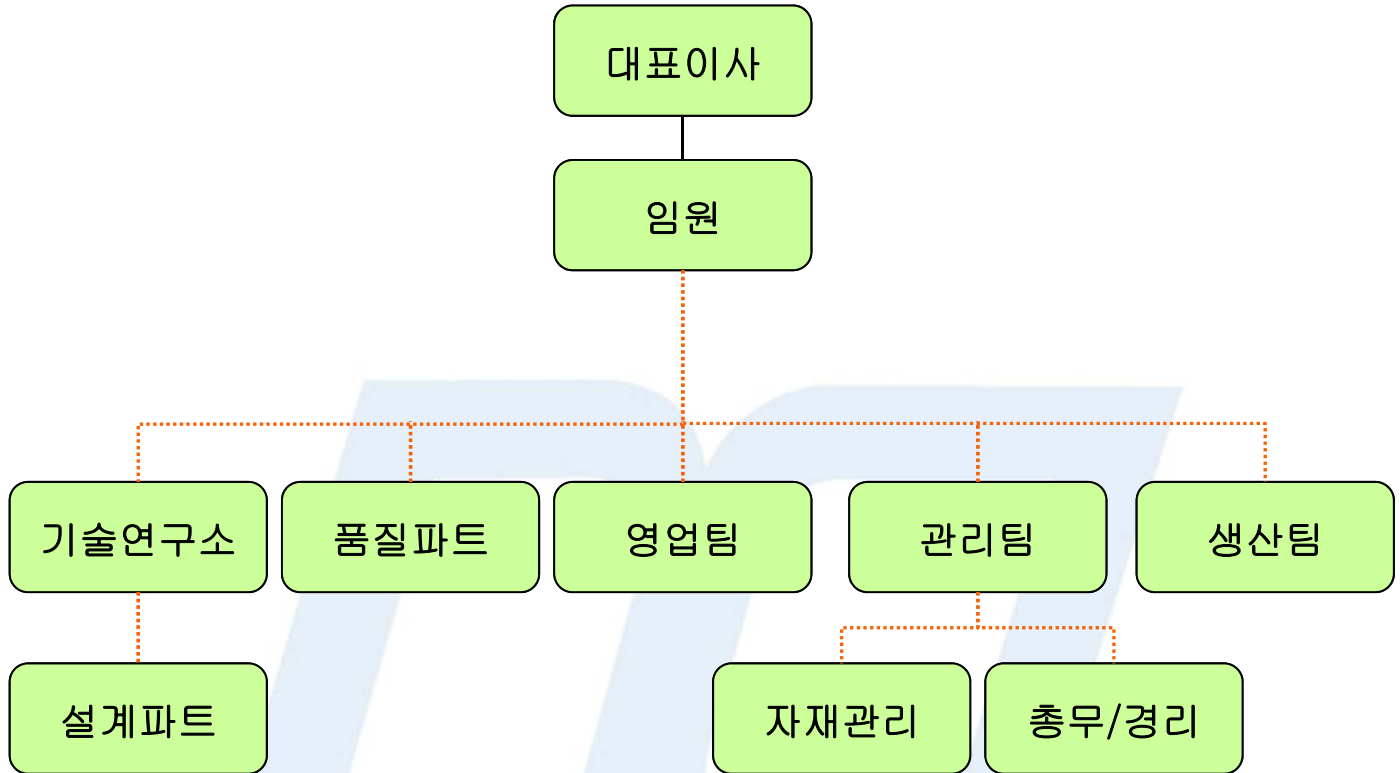 대표이사
임원
기술연구소
품질파트
영업팀
관리팀
생산팀
설계파트
자재관리
총무/경리